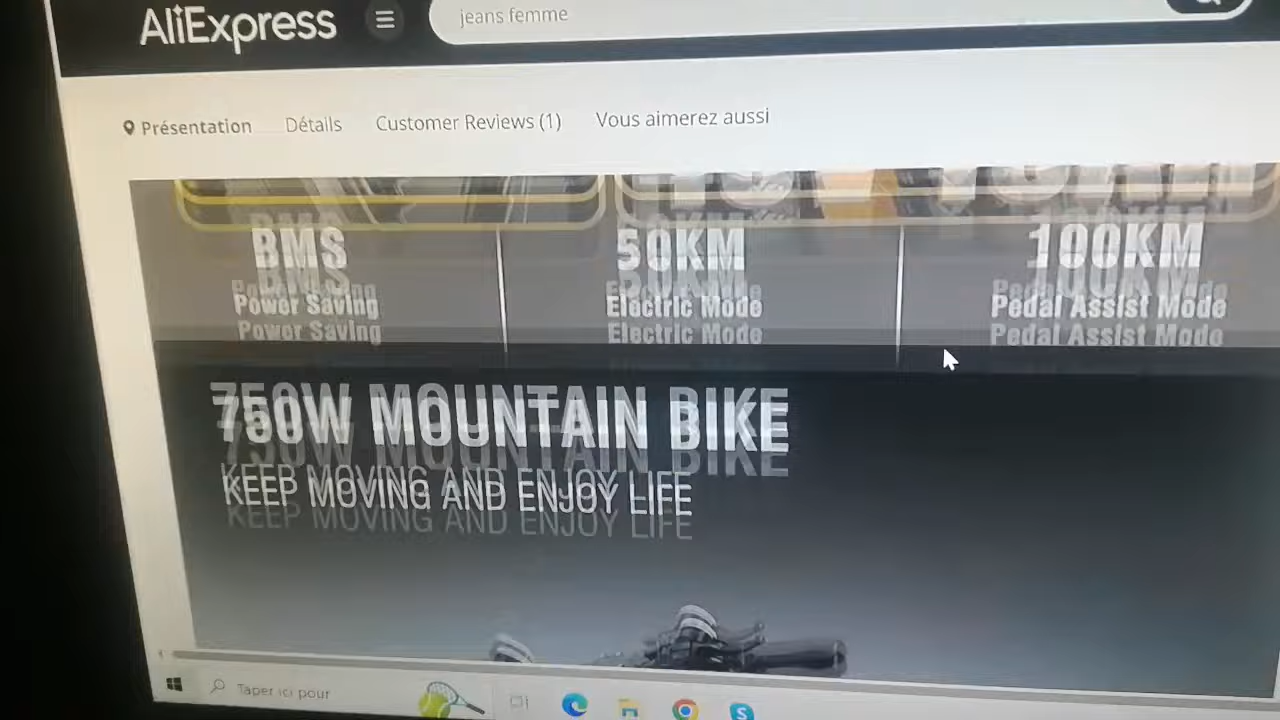 AliExpress
jeans femme
Présentation Détails Customer Reviews (1) Vous aimerez aussi
BMS 50KM 100KM
Power Saving Electric Mode Pedal Assist Mode
750W MOUNTAIN BIKE
KEEP MOVING AND ENJOY LIFE
Taper ici pour